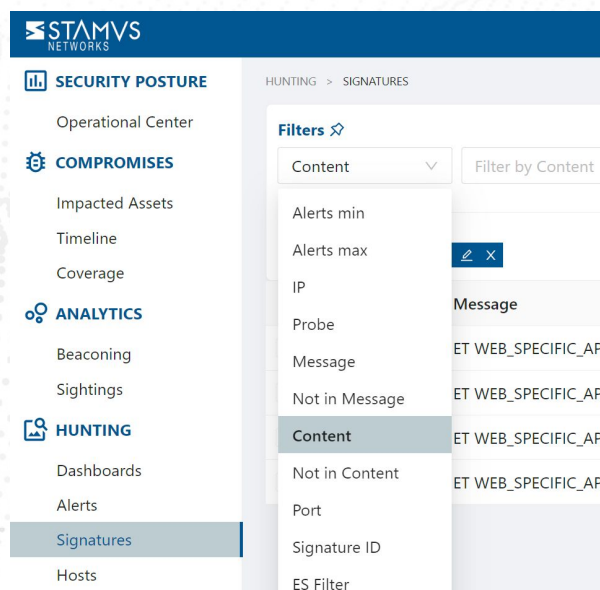 STAMVS
NETWORKS
SECURITY POSTURE
Operational Center
COMPROMISES
Impacted Assets
Timeline
Coverage
ANALYTICS
Beaconing
Sightings
HUNTING
Dashboards
Alerts
Signatures
Hosts
HUNTING > SIGNATURES
Filters
Content
Filter by Content
Alerts min
Alerts max
IP
Probe
Message
Not in Message
Content
Not in Content
Port
Signature ID
ES Filter
Message
ET WEB_SPECIFIC_AP
ET WEB_SPECIFIC_AP
ET WEB_SPECIFIC_AP
ET WEB_SPECIFIC_AP